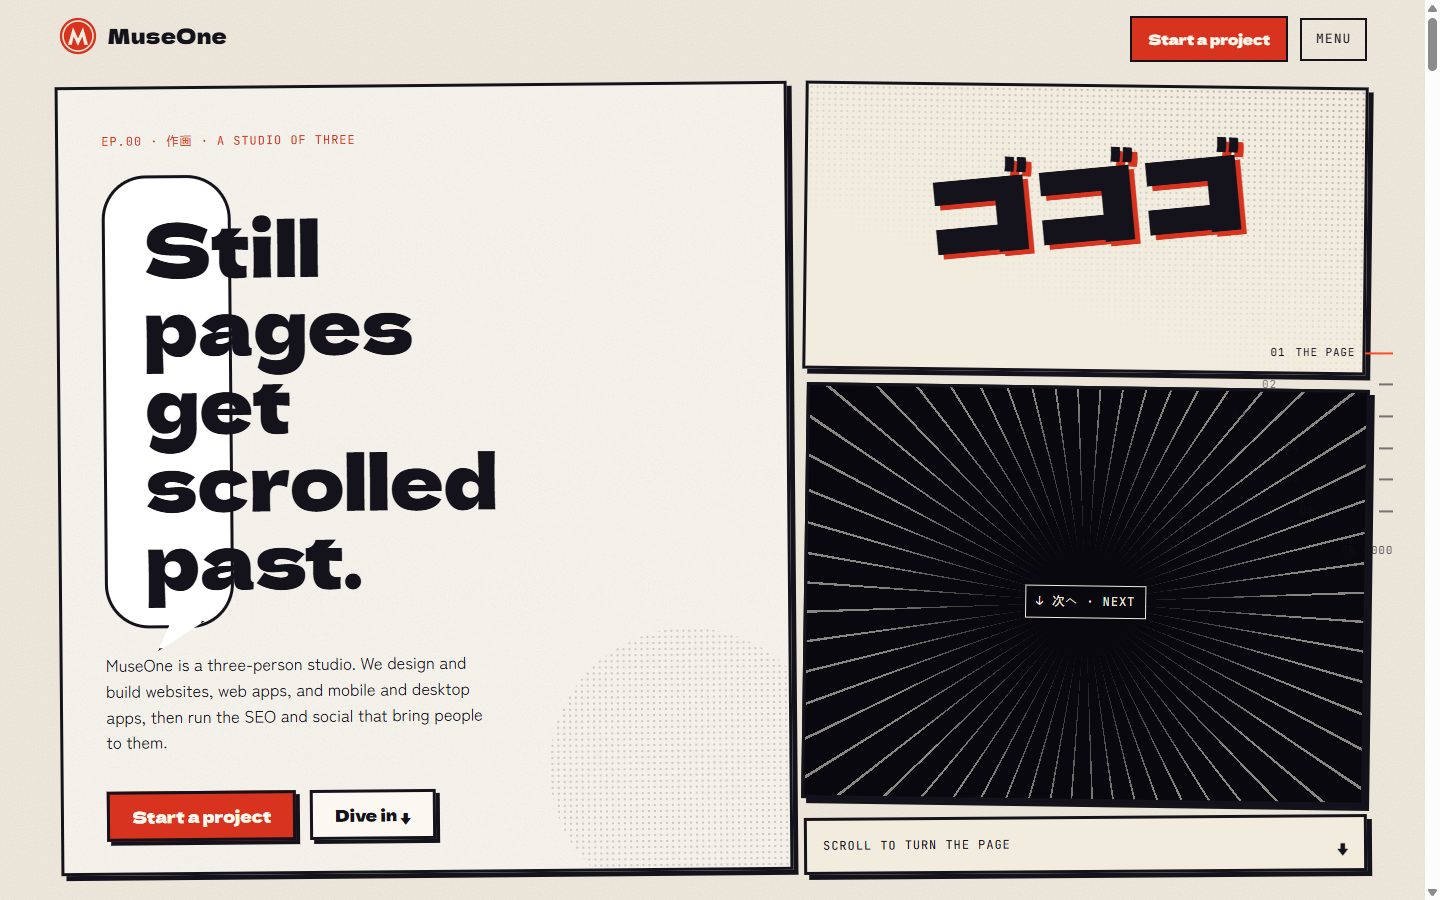 MuseOne
Start a project
MENU
EP.00 · 作画 · A STUDIO OF THREE
Still
pages
get
scrolled
past.
MuseOne is a three-person studio. We design and
build websites, web apps, and mobile and desktop
apps, then run the SEO and social that bring people
to them.
Start a project
Dive in ↓
ゴゴゴ
01 THE PAGE
02
000
↓ 次へ · NEXT
SCROLL TO TURN THE PAGE ↓